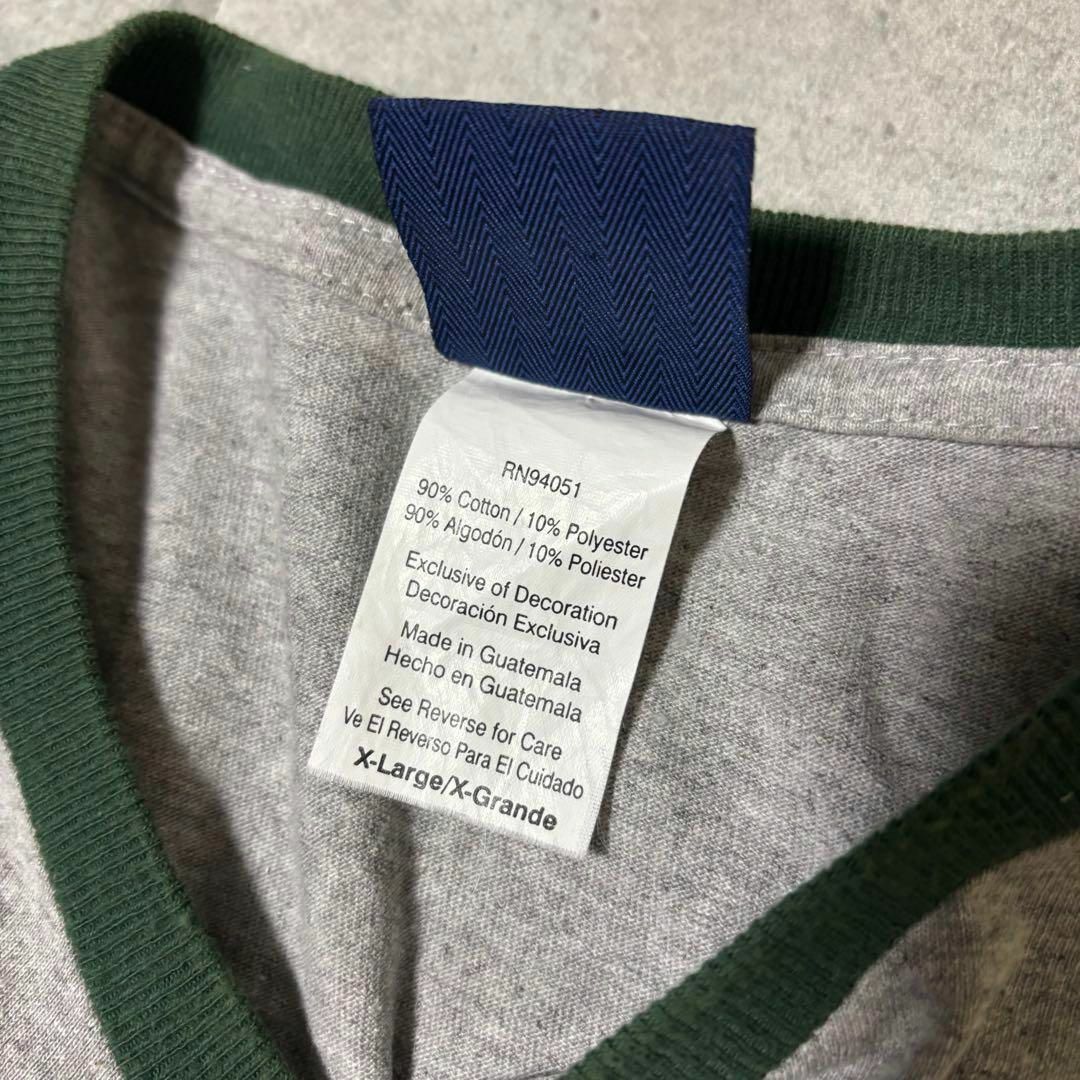 RN94051
90% Cotton / 10% Polyester
90% Algodón / 10% Poliester
Exclusive of Decoration
Decoración Exclusiva
Made in Guatemala
Hecho en Guatemala
See Reverse for Care
Ve El Reverso Para El Cuidado
X-Large/X-Grande